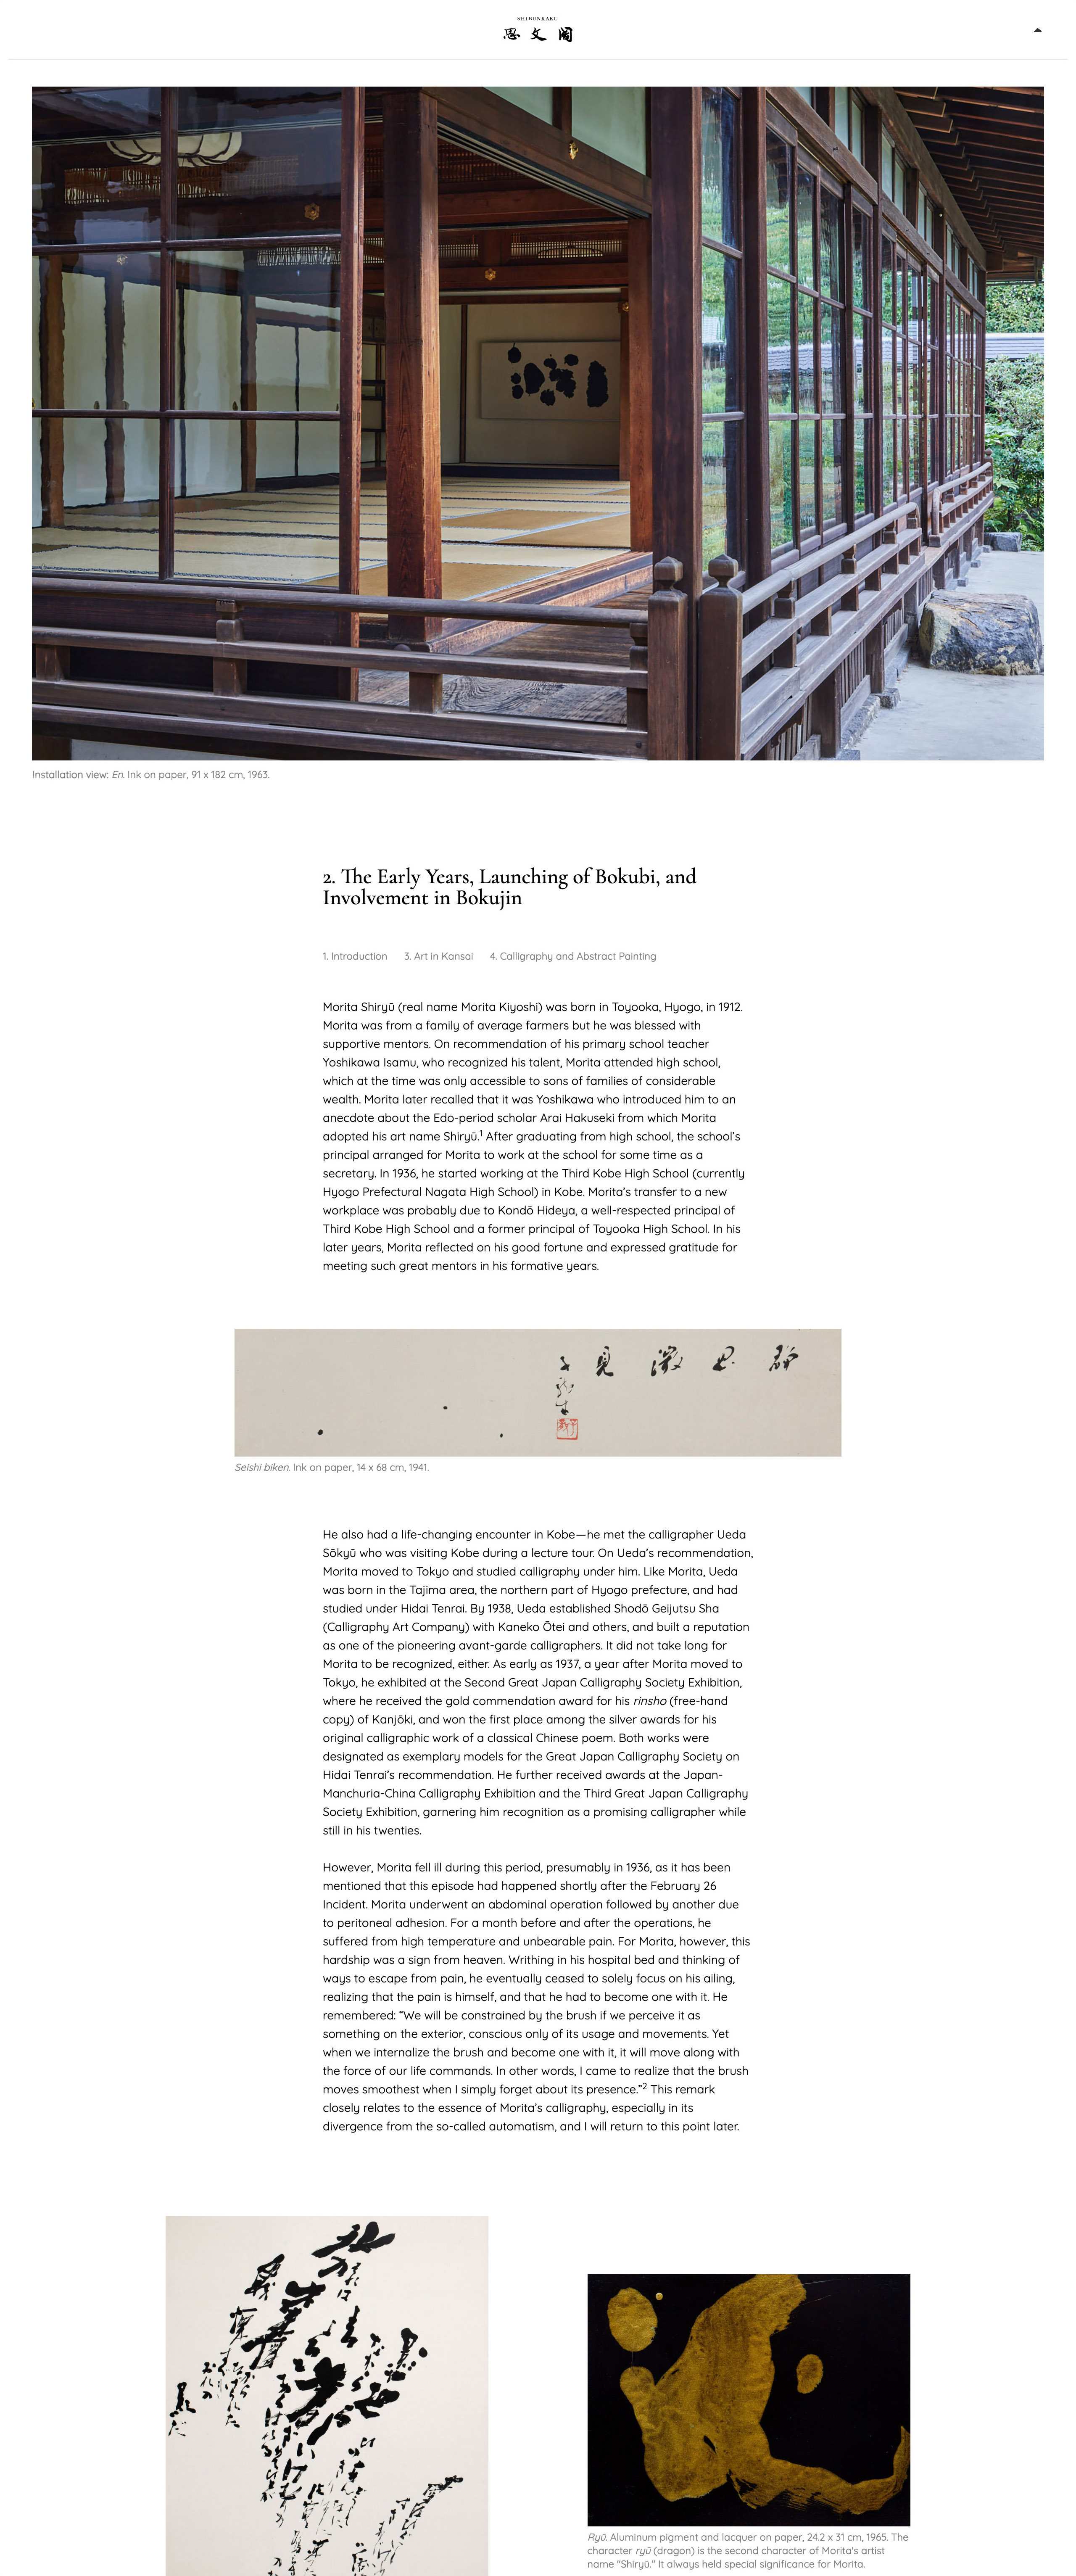 SHIBUNKAKU
思文閣
Installation view: En. Ink on paper, 91 x 182 cm, 1963.
2. The Early Years, Launching of Bokubi, and
Involvement in Bokujin
1. Introduction 3. Art in Kansai 4. Calligraphy and Abstract Painting
Morita Shiryū (real name Morita Kiyoshi) was born in Toyooka, Hyogo, in 1912.
Morita was from a family of average farmers but he was blessed with
supportive mentors. On recommendation of his primary school teacher
Yoshikawa Isamu, who recognized his talent, Morita attended high school,
which at the time was only accessible to sons of families of considerable
wealth. Morita later recalled that it was Yoshikawa who introduced him to an
anecdote about the Edo-period scholar Arai Hakuseki from which Morita
adopted his art name Shiryū.1 After graduating from high school, the school's
principal arranged for Morita to work at the school for some time as a
secretary. In 1936, he started working at the Third Kobe High School (currently
Hyogo Prefectural Nagata High School) in Kobe. Morita's transfer to a new
workplace was probably due to Kondō Hideya, a well-respected principal of
Third Kobe High School and a former principal of Toyooka High School. In his
later years, Morita reflected on his good fortune and expressed gratitude for
meeting such great mentors in his formative years.
静思微見
Seishi biken. Ink on paper, 14 x 68 cm, 1941.
He also had a life-changing encounter in Kobe—he met the calligrapher Ueda
Sōkyū who was visiting Kobe during a lecture tour. On Ueda's recommendation,
Morita moved to Tokyo and studied calligraphy under him. Like Morita, Ueda
was born in the Tajima area, the northern part of Hyogo prefecture, and had
studied under Hidai Tenrai. By 1938, Ueda established Shodō Geijutsu Sha
(Calligraphy Art Company) with Kaneko Ōtei and others, and built a reputation
as one of the pioneering avant-garde calligraphers. It did not take long for
Morita to be recognized, either. As early as 1937, a year after Morita moved to
Tokyo, he exhibited at the Second Great Japan Calligraphy Society Exhibition,
where he received the gold commendation award for his rinsho (free-hand
copy) of Kanjōki, and won the first place among the silver awards for his
original calligraphic work of a classical Chinese poem. Both works were
designated as exemplary models for the Great Japan Calligraphy Society on
Hidai Tenrai's recommendation. He further received awards at the Japan-
Manchuria-China Calligraphy Exhibition and the Third Great Japan Calligraphy
Society Exhibition, garnering him recognition as a promising calligrapher while
still in his twenties.
However, Morita fell ill during this period, presumably in 1936, as it has been
mentioned that this episode had happened shortly after the February 26
Incident. Morita underwent an abdominal operation followed by another due
to peritoneal adhesion. For a month before and after the operations, he
suffered from high temperature and unbearable pain. For Morita, however, this
hardship was a sign from heaven. Writhing in his hospital bed and thinking of
ways to escape from pain, he eventually ceased to solely focus on his ailing,
realizing that the pain is himself, and that he had to become one with it. He
remembered: “We will be constrained by the brush if we perceive it as
something on the exterior, conscious only of its usage and movements. Yet
when we internalize the brush and become one with it, it will move along with
the force of our life commands. In other words, I came to realize that the brush
moves smoothest when I simply forget about its presence.”2 This remark
closely relates to the essence of Morita's calligraphy, especially in its
divergence from the so-called automatism, and I will return to this point later.
Ryū. Aluminum pigment and lacquer on paper, 24.2 x 31 cm, 1965. The
character ryū (dragon) is the second character of Morita's artist
name "Shiryū." It always held special significance for Morita.